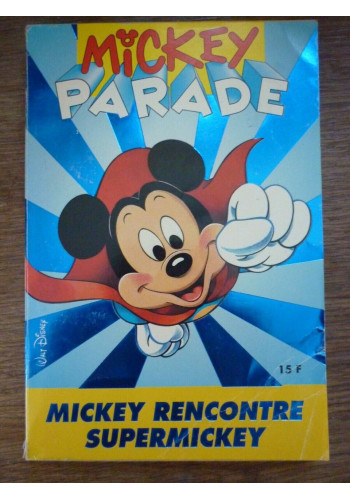 MiCKEY
PARADE
WALT DISNEY
15 F
MICKEY RENCONTRE
SUPERMICKEY